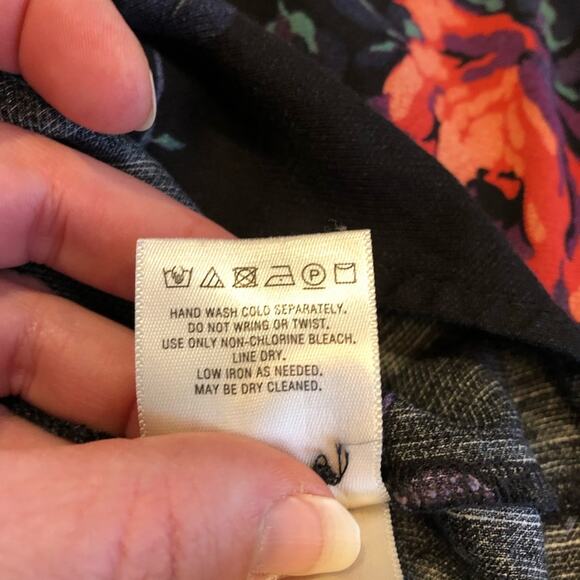 P
HAND WASH COLD SEPARATELY.
DO NOT WRING OR TWIST.
USE ONLY NON-CHLORINE BLEACH.
LINE DRY.
LOW IRON AS NEEDED.
MAY BE DRY CLEANED.